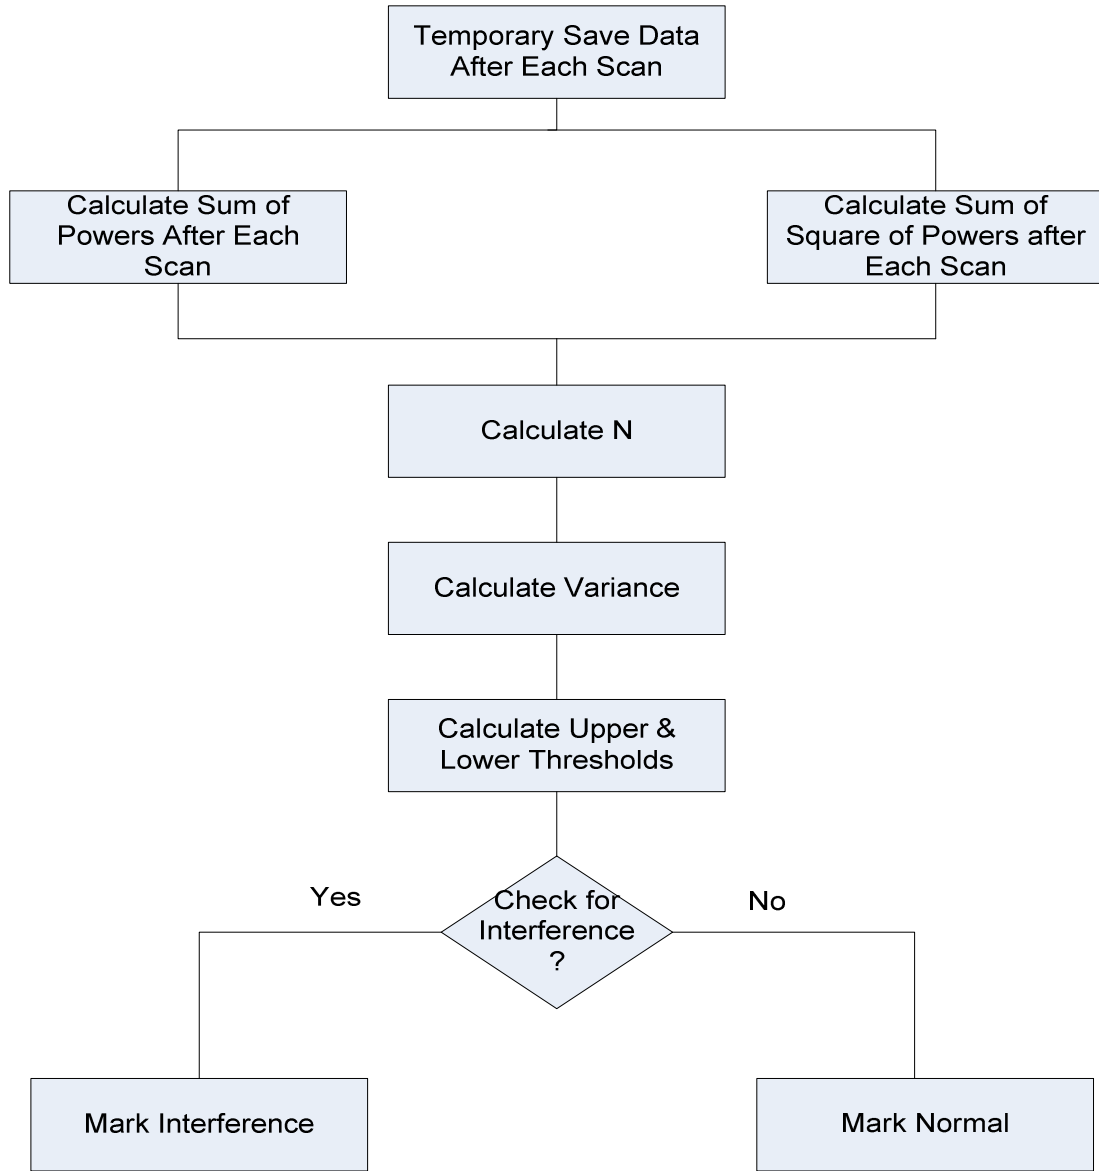 Temporary Save Data
After Each Scan
Calculate Sum of
Powers After Each
Scan
Calculate Sum of
Square of Powers after
Each Scan
Calculate N
Calculate Variance
Calculate Upper &
Lower Thresholds
Check for
Interference
?
Yes
No
Mark Interference
Mark Normal